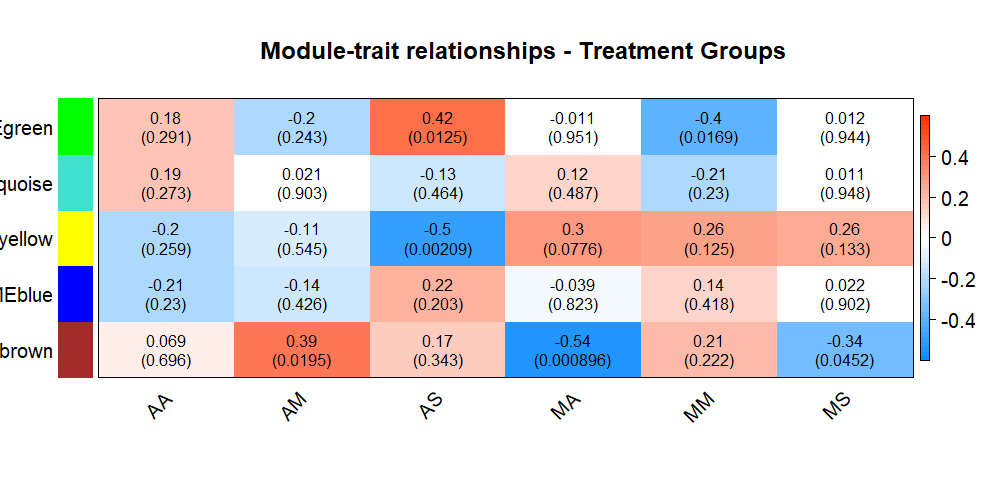 Module-trait relationships - Treatment Groups
green
0.18 -0.2 0.42 -0.011 -0.4 0.012
(0.291) (0.243) (0.0125) (0.951) (0.0169) (0.944)
quoise
0.19 0.021 -0.13 0.12 -0.21 0.011
(0.273) (0.903) (0.464) (0.487) (0.23) (0.948)
yellow
-0.2 -0.11 -0.5 0.3 0.26 0.26
(0.259) (0.545) (0.00209) (0.0776) (0.125) (0.133)
MEblue
-0.21 -0.14 0.22 -0.039 0.14 0.022
(0.23) (0.426) (0.203) (0.823) (0.418) (0.902)
brown
0.069 0.39 0.17 -0.54 0.21 -0.34
(0.696) (0.0195) (0.343) (0.000896) (0.222) (0.0452)
AA AM AS MA MM MS
0.4
0.2
0
-0.2
-0.4